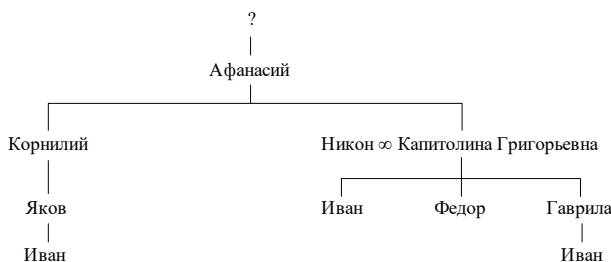 ?
Афанасий
Корнилий Никон ∞ Капитолина Григорьевна
Яков Иван Федор Гаврила
Иван Иван